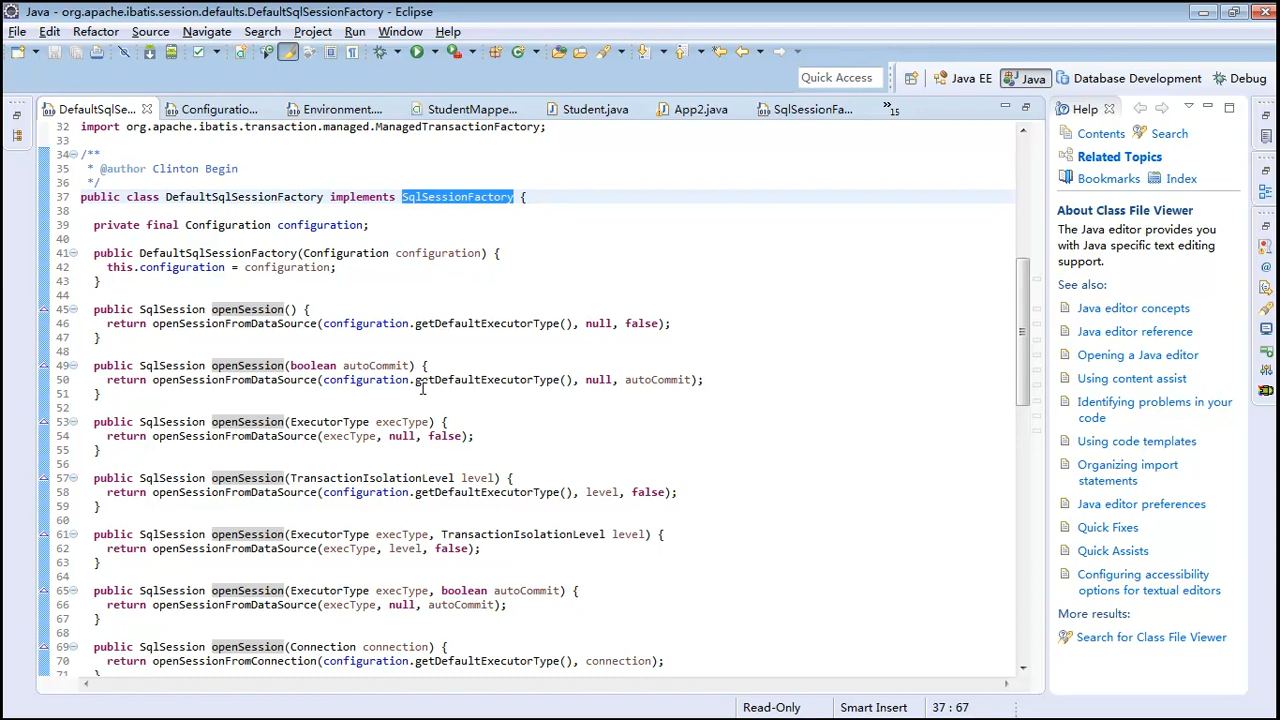 Java - org.apache.ibatis.session.defaults.DefaultSqlSessionFactory - Eclipse
File Edit Refactor Source Navigate Search Project Run Window Help
Quick Access
Java EE
Java
Database Development
Debug
DefaultSqlSe...
Configuratio...
Environment....
StudentMappe...
Student.java
App2.java
SqlSessionFa...
»15
32 import org.apache.ibatis.transaction.managed.ManagedTransactionFactory;
33
34 /**
35 * @author Clinton Begin
36 */
37 public class DefaultSqlSessionFactory implements SqlSessionFactory {
38
39 private final Configuration configuration;
40
41 public DefaultSqlSessionFactory(Configuration configuration) {
42 this.configuration = configuration;
43 }
44
45 public SqlSession openSession() {
46 return openSessionFromDataSource(configuration.getDefaultExecutorType(), null, false);
47 }
48
49 public SqlSession openSession(boolean autoCommit) {
50 return openSessionFromDataSource(configuration.getDefaultExecutorType(), null, autoCommit);
51 }
52
53 public SqlSession openSession(ExecutorType execType) {
54 return openSessionFromDataSource(execType, null, false);
55 }
56
57 public SqlSession openSession(TransactionIsolationLevel level) {
58 return openSessionFromDataSource(configuration.getDefaultExecutorType(), level, false);
59 }
60
61 public SqlSession openSession(ExecutorType execType, TransactionIsolationLevel level) {
62 return openSessionFromDataSource(execType, level, false);
63 }
64
65 public SqlSession openSession(ExecutorType execType, boolean autoCommit) {
66 return openSessionFromDataSource(execType, null, autoCommit);
67 }
68
69 public SqlSession openSession(Connection connection) {
70 return openSessionFromConnection(configuration.getDefaultExecutorType(), connection);
71 }
Help
Contents Search
Related Topics
Bookmarks Index
About Class File Viewer
The Java editor provides you
with Java specific text editing
support.
See also:
Java editor concepts
Java editor reference
Opening a Java editor
Using content assist
Identifying problems in your
code
Using code templates
Organizing import
statements
Java editor preferences
Quick Fixes
Quick Assists
Configuring accessibility
options for textual editors
More results:
Search for Class File Viewer
Read-Only
Smart Insert
37 : 67